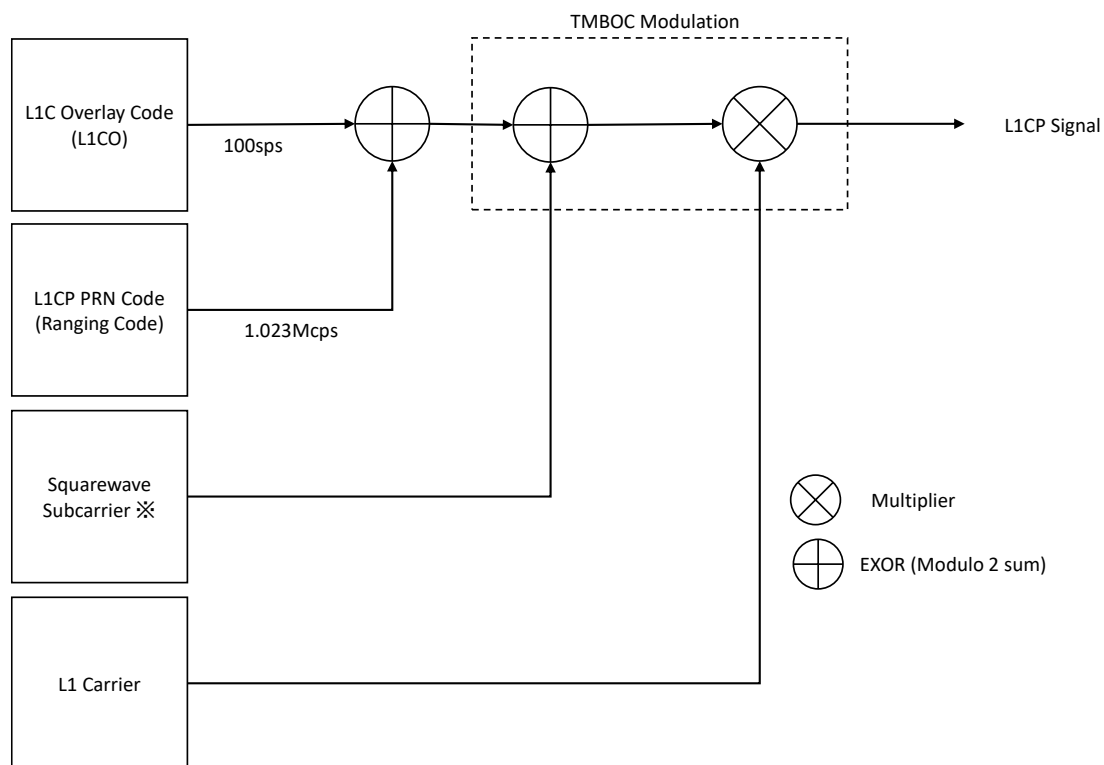 TMBOC Modulation
L1C Overlay Code
(L1CO)
100sps
L1CP Signal
L1CP PRN Code
(Ranging Code)
1.023Mcps
Squarewave
Subcarrier ※
Multiplier
EXOR (Modulo 2 sum)
L1 Carrier